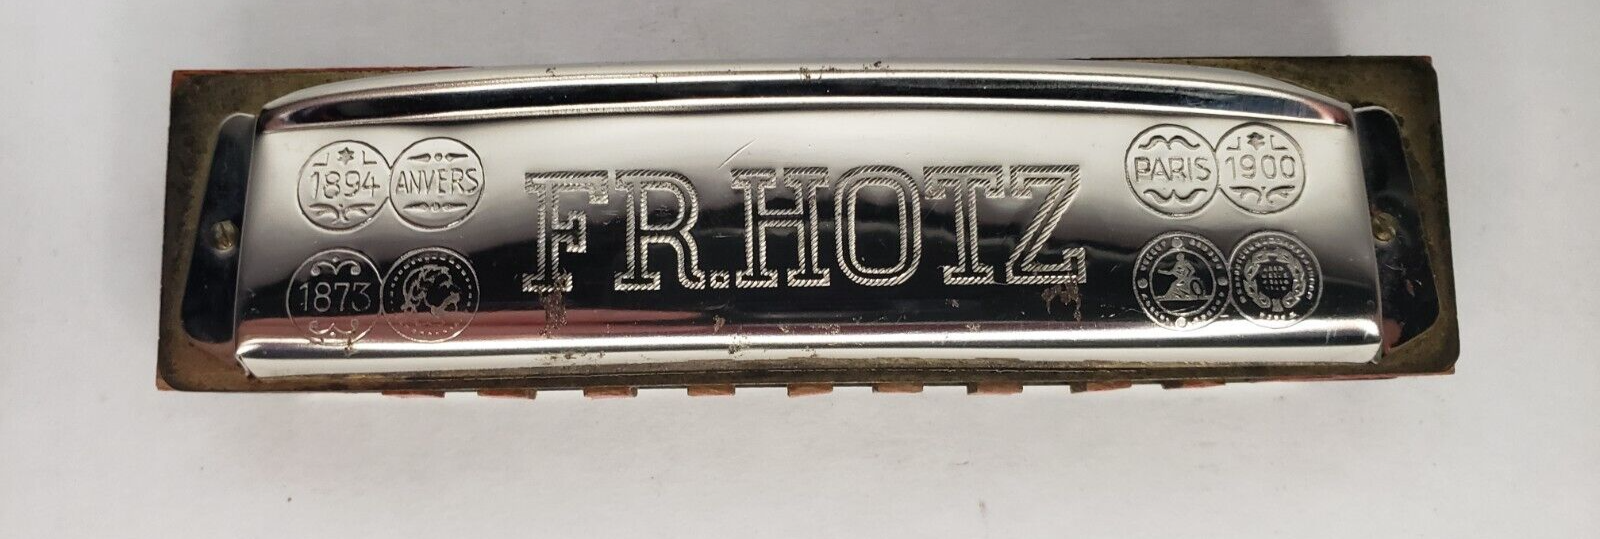 1894 ANVERS
FR.HOTZ
PARIS 1900
1873